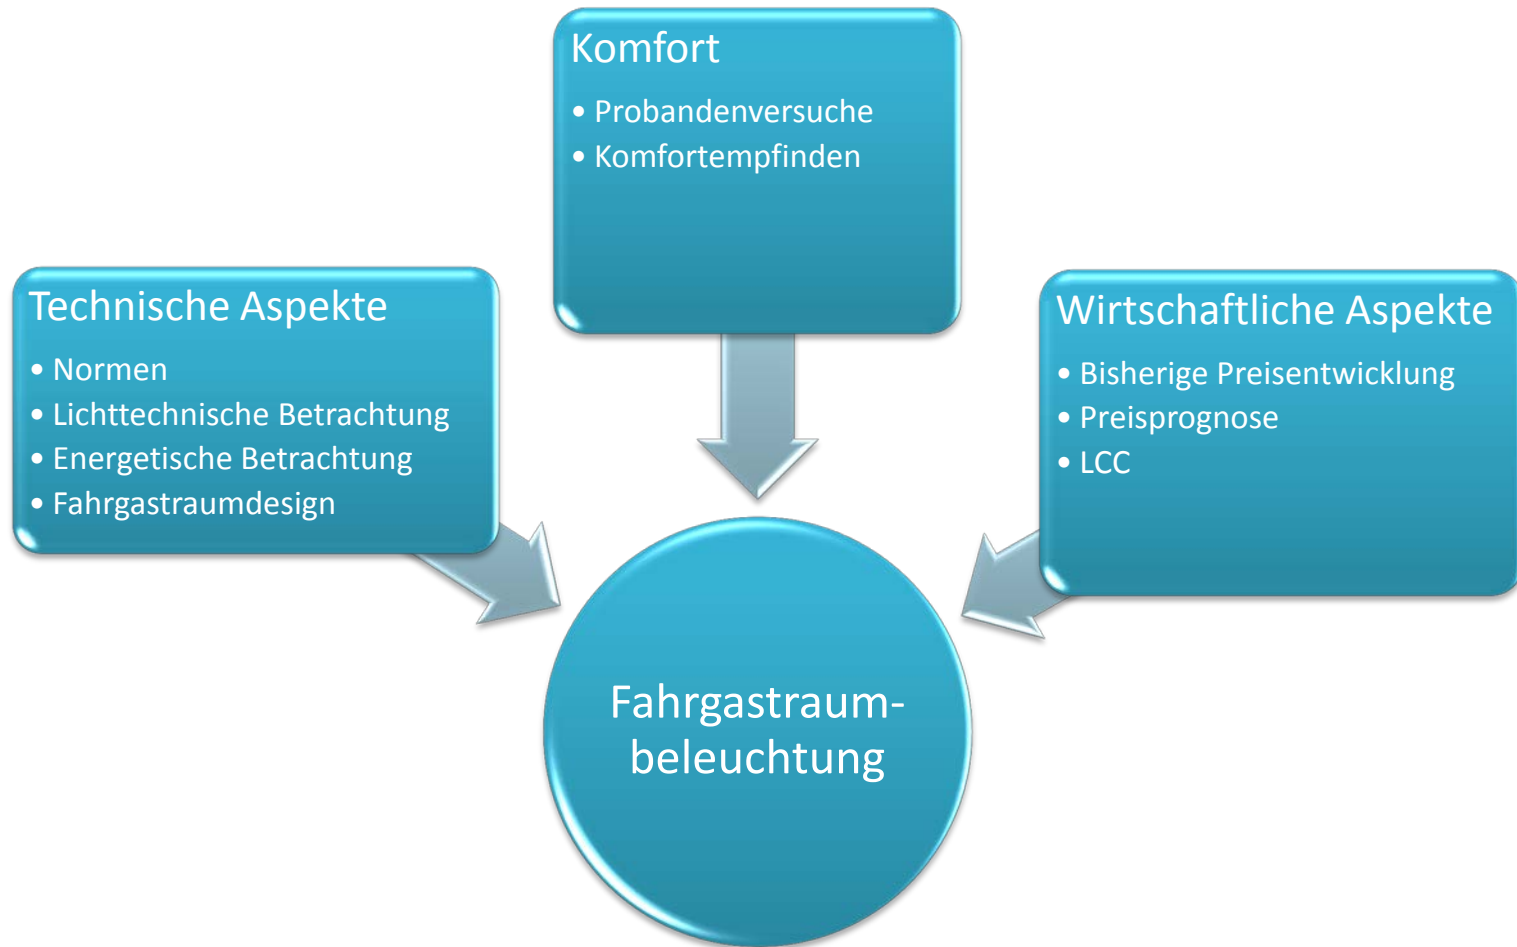 Komfort
• Probandenversuche
• Komfortempfinden
Technische Aspekte
• Normen
• Lichttechnische Betrachtung
• Energetische Betrachtung
• Fahrgastraumdesign
Wirtschaftliche Aspekte
• Bisherige Preisentwicklung
• Preisprognose
• LCC
Fahrgastraum-
beleuchtung